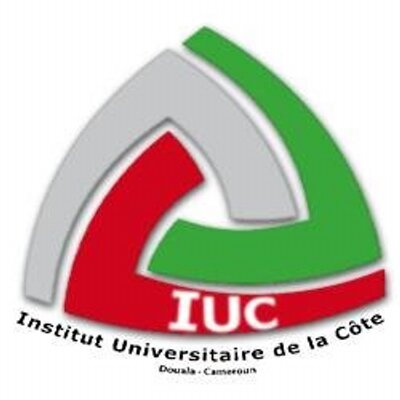 IUC
Institut Universitaire de la Côte
Douala - Cameroun